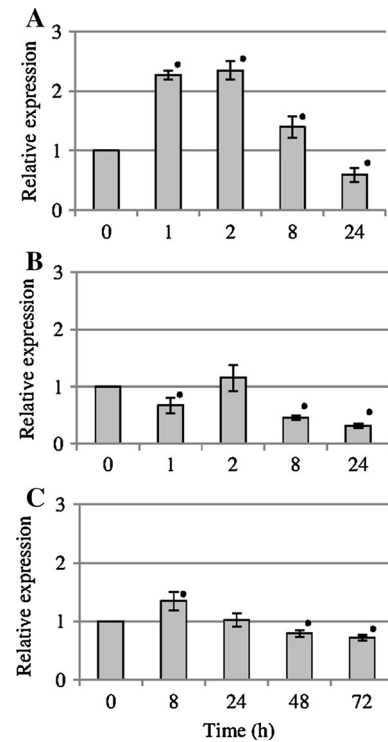 A
Relative expression
3
2
1
0
0 1 2 8 24
B
Relative expression
3
2
1
0
0 1 2 8 24
C
Relative expression
3
2
1
0
0 8 24 48 72
Time (h)